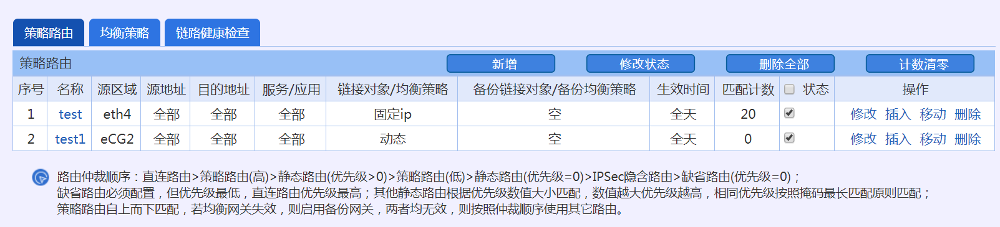 策略路由 均衡策略 链路健康检查
策略路由 新增 修改状态 删除全部 计数清零
序号 名称 源区域 源地址 目的地址 服务/应用 链接对象/均衡策略 备份链接对象/备份均衡策略 生效时间 匹配计数 状态 操作
1 test eth4 全部 全部 全部 固定ip 空 全天 20 修改 插入 移动 删除
2 test1 eCG2 全部 全部 全部 动态 空 全天 0 修改 插入 移动 删除
路由仲裁顺序：直连路由>策略路由(高)>静态路由(优先级>0)>策略路由(低)>静态路由(优先级=0)>IPSec隐含路由>缺省路由(优先级=0)；
缺省路由必须配置，但优先级最低，直连路由优先级最高；其他静态路由根据优先级数值大小匹配，数值越大优先级越高，相同优先级按照掩码最长匹配原则匹配；
策略路由自上而下匹配，若均衡网关失效，则启用备份网关，两者均无效，则按照仲裁顺序使用其它路由。